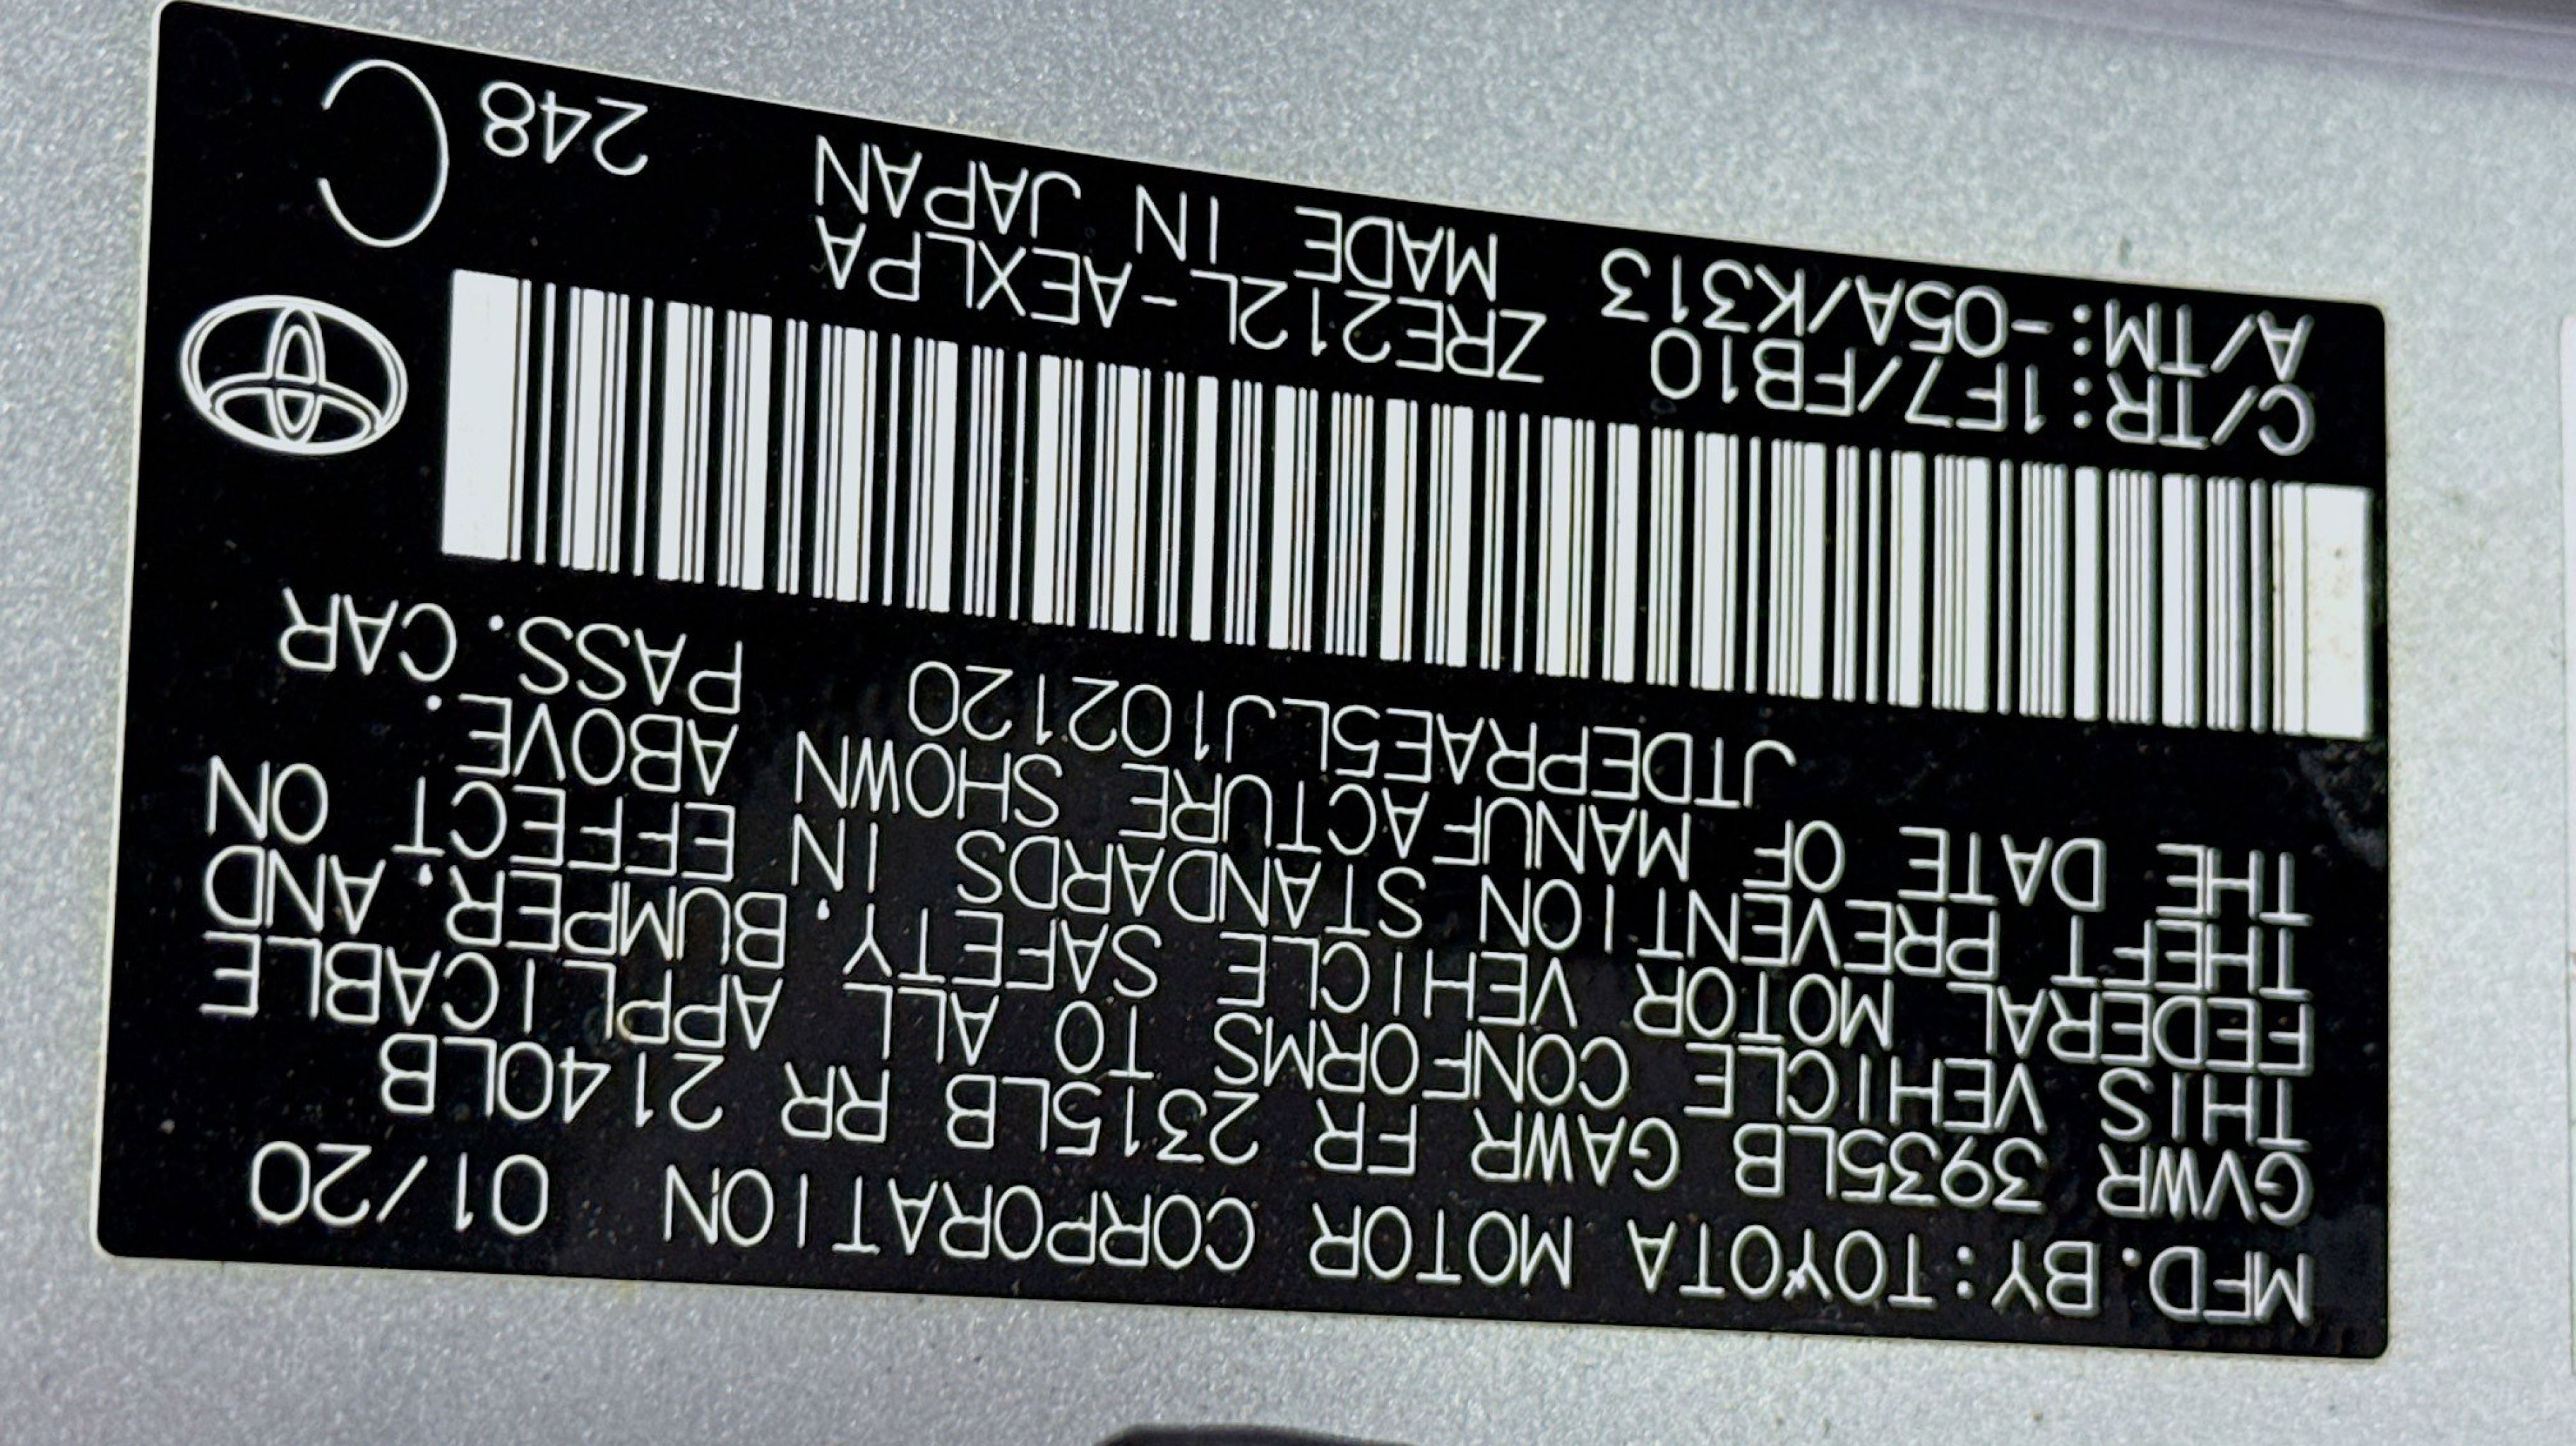 MFD.BY:TOYOTA MOTOR CORPORATION 01/20
GVWR 3935LB GAWR FR 2315LB RR 2140LB
THIS VEHICLE CONFORMS TO ALL APPLICABLE
FEDERAL MOTOR VEHICLE SAFETY, BUMPER, AND
THEFT PREVENTION STANDARDS IN EFFECT ON
THE DATE OF MANUFACTURE SHOWN ABOVE.
JTDEPRAE5LJ102120 PASS.CAR
C/TR:1F7/FB10 ZRE212L-AEXLPA
A/TM:-05A/K313 MADE IN JAPAN 248 C